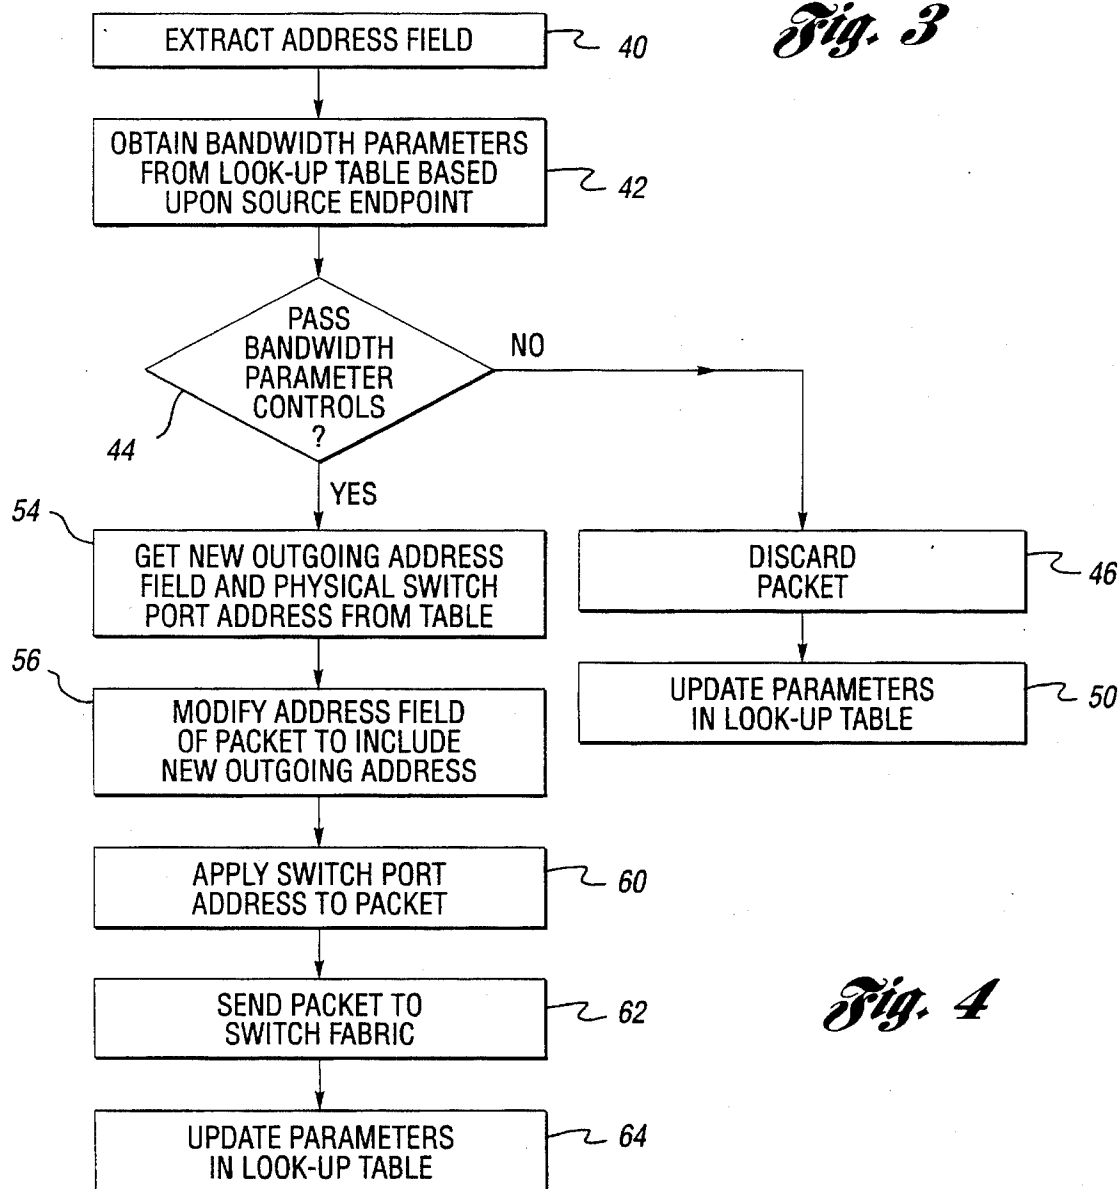 Fig. 3
EXTRACT ADDRESS FIELD
40
OBTAIN BANDWIDTH PARAMETERS
FROM LOOK-UP TABLE BASED
UPON SOURCE ENDPOINT
42
PASS
BANDWIDTH
PARAMETER
CONTROLS
?
44
NO
YES
54
GET NEW OUTGOING ADDRESS
FIELD AND PHYSICAL SWITCH
PORT ADDRESS FROM TABLE
DISCARD
PACKET
46
56
MODIFY ADDRESS FIELD
OF PACKET TO INCLUDE
NEW OUTGOING ADDRESS
UPDATE PARAMETERS
IN LOOK-UP TABLE
50
APPLY SWITCH PORT
ADDRESS TO PACKET
60
SEND PACKET TO
SWITCH FABRIC
62
Fig. 4
UPDATE PARAMETERS
IN LOOK-UP TABLE
64